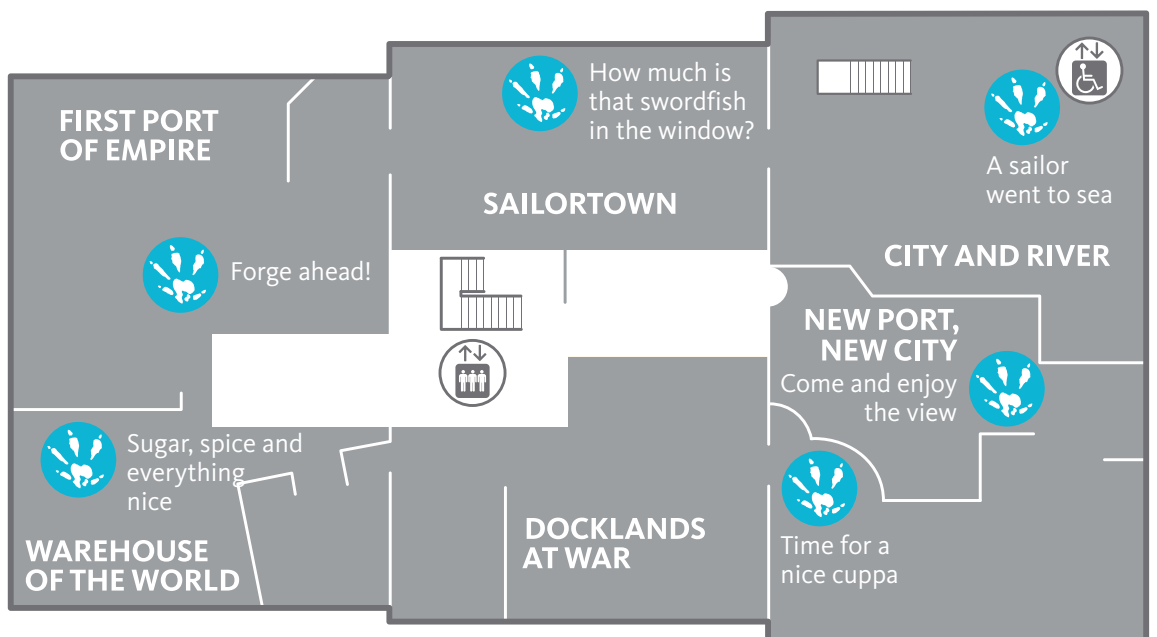 FIRST PORT
OF EMPIRE
Forge ahead!
Sugar, spice and
everything
nice
WAREHOUSE
OF THE WORLD
How much is
that swordfish
in the window?
SAILORTOWN
DOCKLANDS
AT WAR
A sailor
went to sea
CITY AND RIVER
NEW PORT,
NEW CITY
Come and enjoy
the view
Time for a
nice cuppa